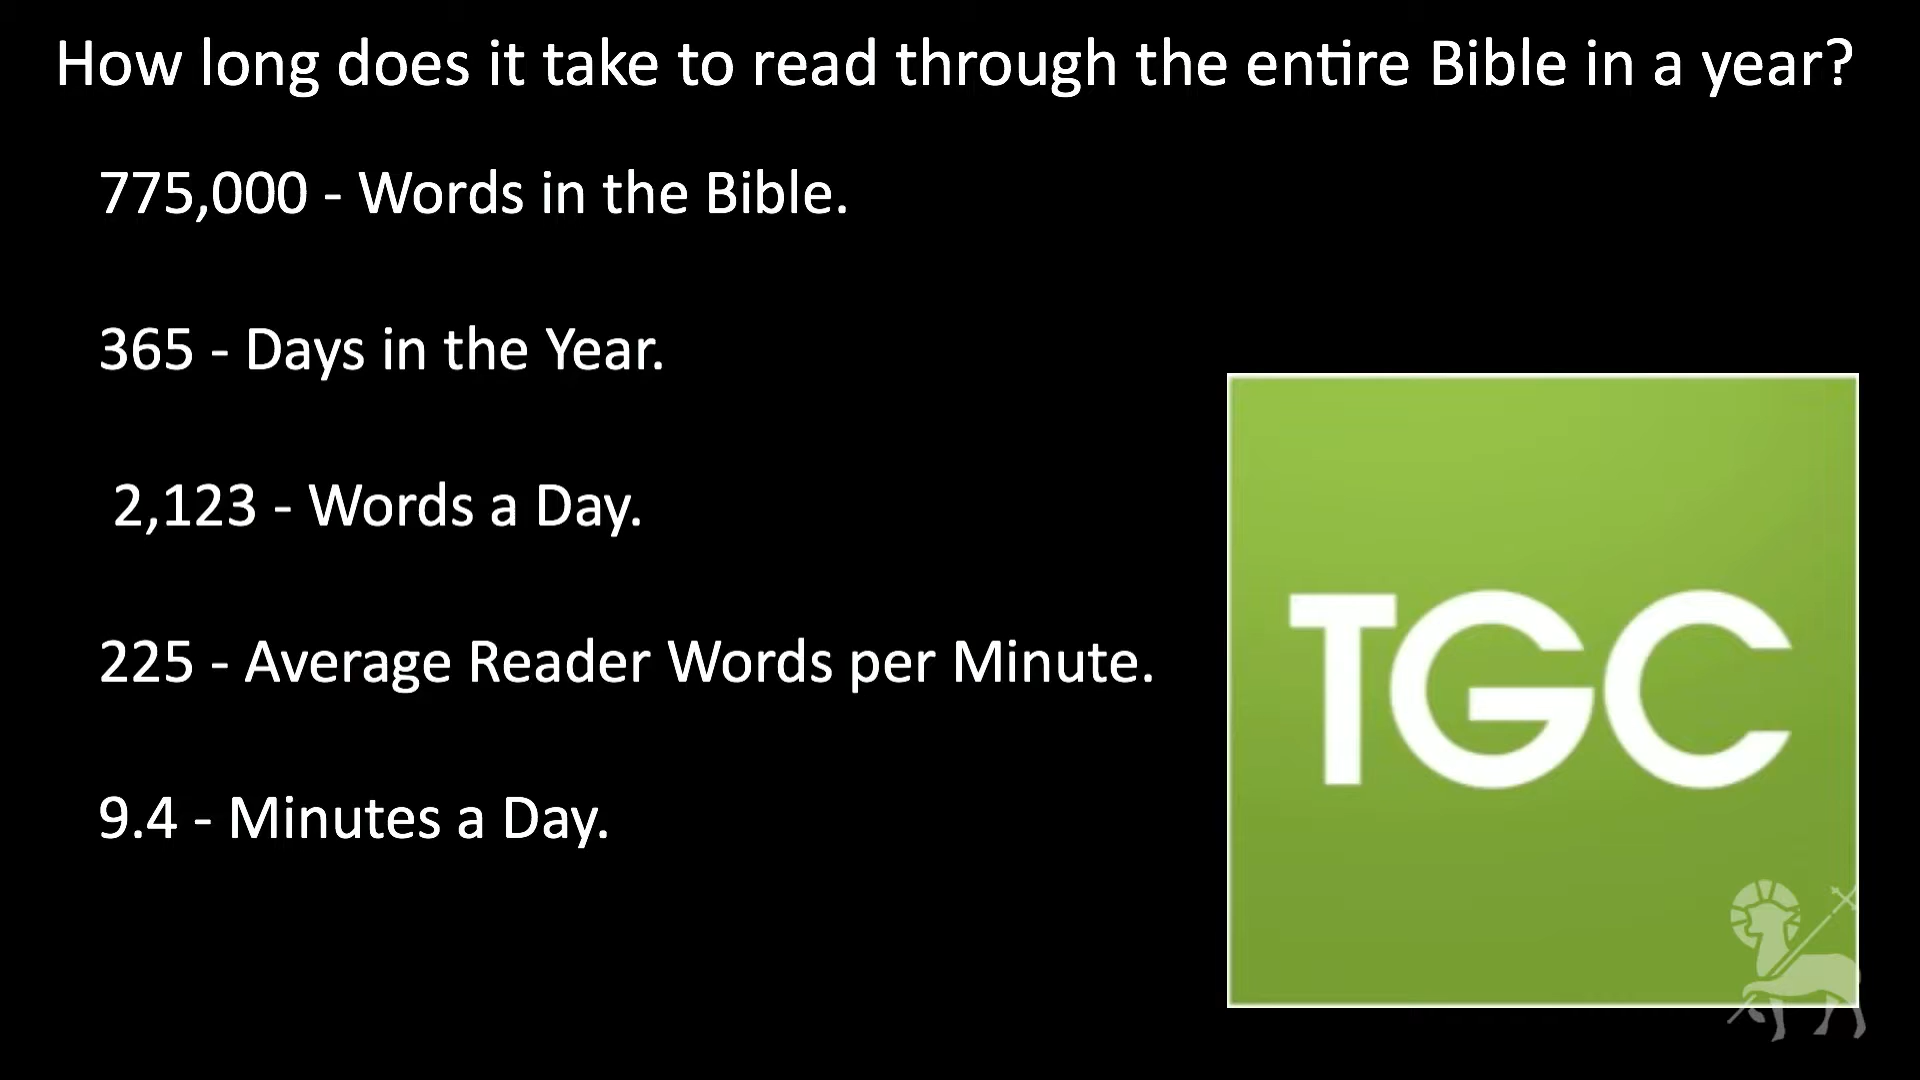 How long does it take to read through the entire Bible in a year?
775,000 - Words in the Bible.
365 - Days in the Year.
2,123 - Words a Day.
225 - Average Reader Words per Minute.
TGC
9.4 - Minutes a Day.